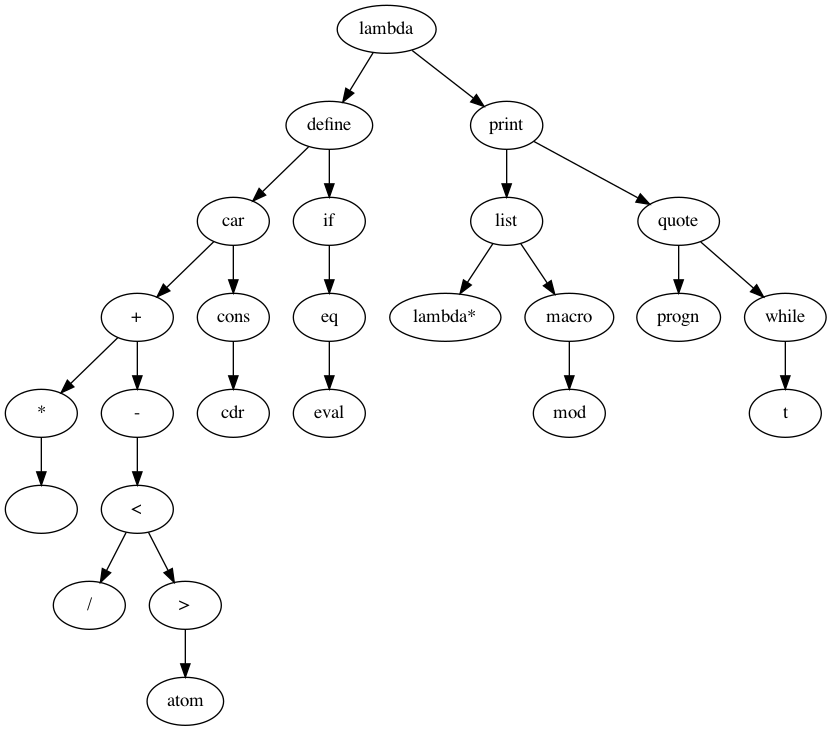 lambda
define
print
car
if
list
quote
+
cons
eq
lambda*
macro
progn
while
*
-
cdr
eval
mod
t
<
/
>
atom